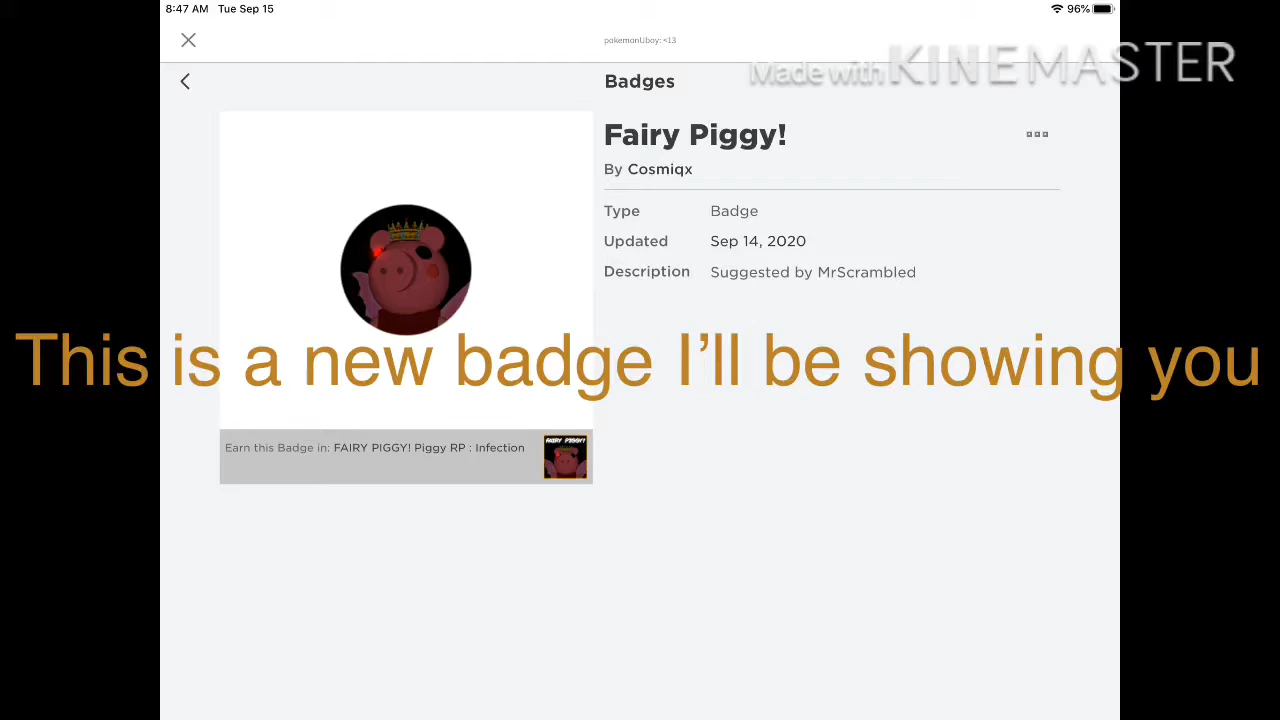 8:47 AM Tue Sep 15
96%
pokemonUboy: <13
Made with KINEMASTER
Badges
Fairy Piggy!
By Cosmiqx
Type Badge
Updated Sep 14, 2020
Description Suggested by MrScrambled
This is a new badge I’ll be showing you
Earn this Badge in: FAIRY PIGGY! Piggy RP : Infection
FAIRY PIGGY!